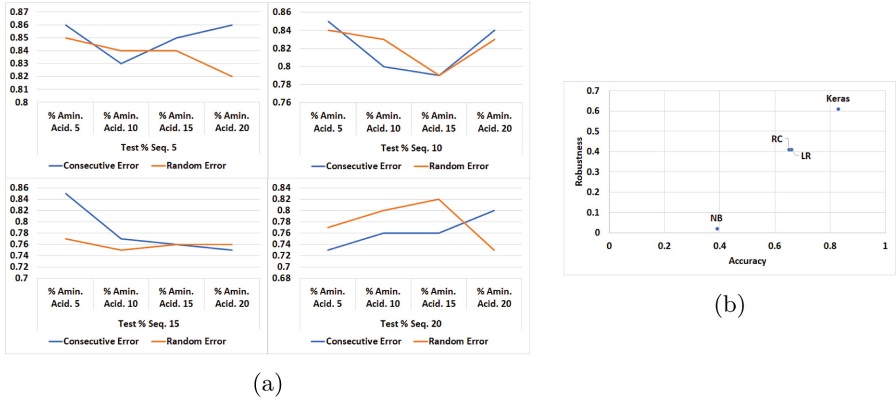 0.87
0.86
0.85
0.84
0.83
0.82
0.81
0.8
% Amin. % Amin. % Amin. % Amin.
Acid. 5 Acid. 10 Acid. 15 Acid. 20
Test % Seq. 5
Consecutive Error Random Error
0.86
0.84
0.82
0.8
0.78
0.76
% Amin. % Amin. % Amin. % Amin.
Acid. 5 Acid. 10 Acid. 15 Acid. 20
Test % Seq. 10
Consecutive Error Random Error
0.86
0.84
0.82
0.8
0.78
0.76
0.74
0.72
0.7
% Amin. % Amin. % Amin. % Amin.
Acid. 5 Acid. 10 Acid. 15 Acid. 20
Test % Seq. 15
Consecutive Error Random Error
0.84
0.82
0.8
0.78
0.76
0.74
0.72
0.7
0.68
% Amin. % Amin. % Amin. % Amin.
Acid. 5 Acid. 10 Acid. 15 Acid. 20
Test % Seq. 20
Consecutive Error Random Error
(a)
Robustness
0.7
0.6
0.5
0.4
0.3
0.2
0.1
0
Keras
RC
LR
NB
0 0.2 0.4 0.6 0.8 1
Accuracy
(b)